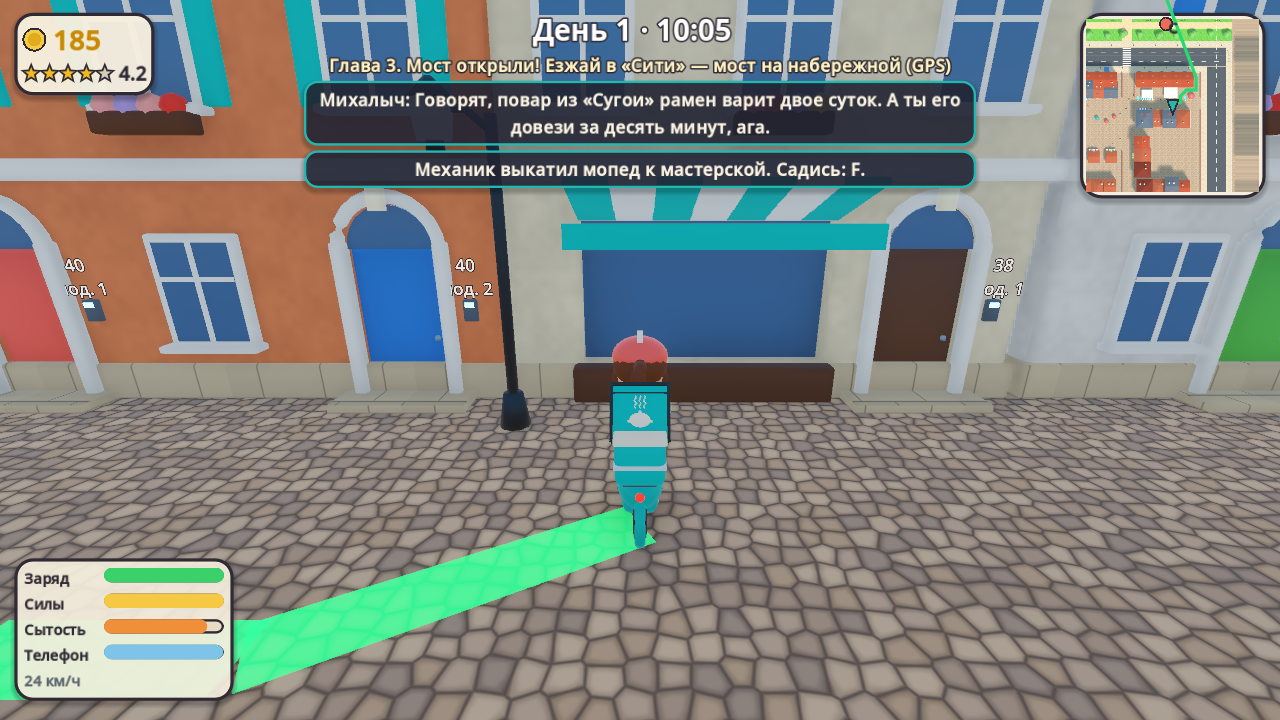 185
4.2
День 1 · 10:05
Глава 3. Мост открыли! Езжай в «Сити» — мост на набережной (GPS)
Михалыч: Говорят, повар из «Сугои» рамен варит двое суток. А ты его
довези за десять минут, ага.
Механик выкатил мопед к мастерской. Садись: F.
40
од. 1
40
од. 2
38
од. 1
Заряд
Силы
Сытость
Телефон
24 км/ч